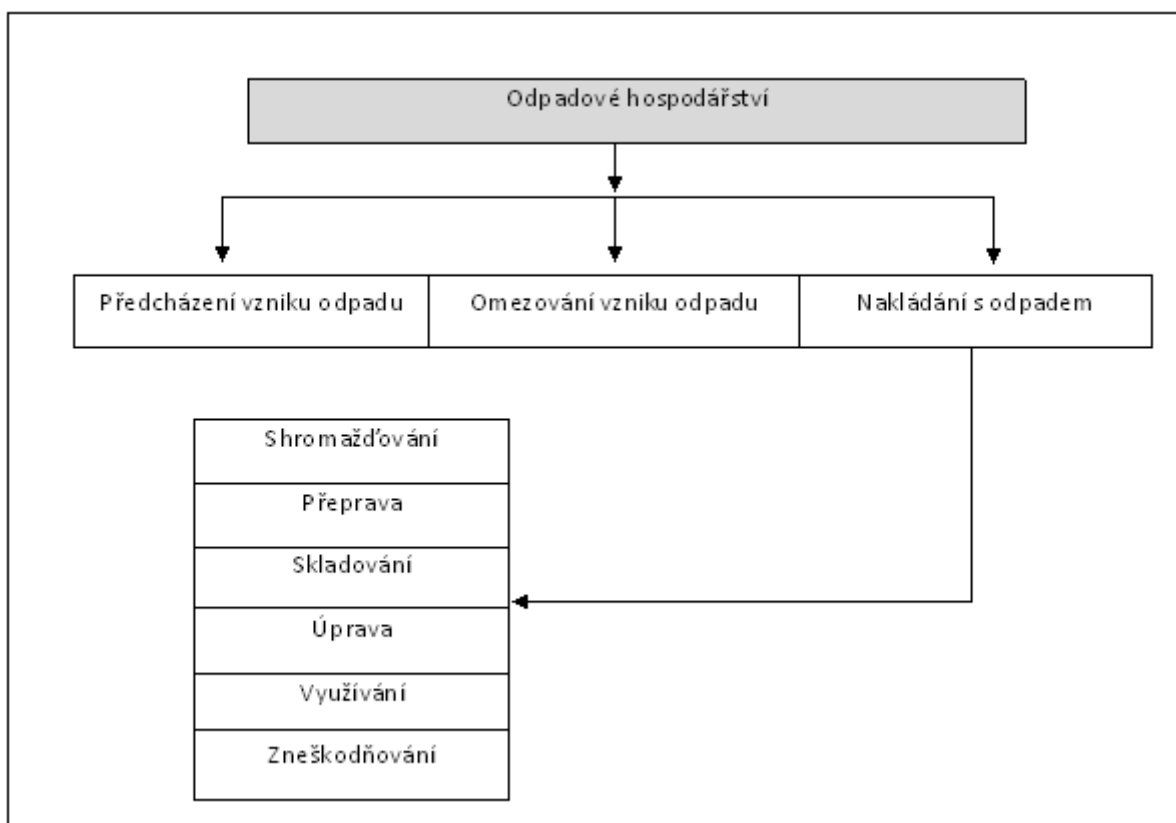 Odpadové hospodářství
Předcházení vzniku odpadu
Omezování vzniku odpadu
Nakládání s odpadem
Shromažďování
Přeprava
Skladování
Úprava
Využívání
Zneškodňování